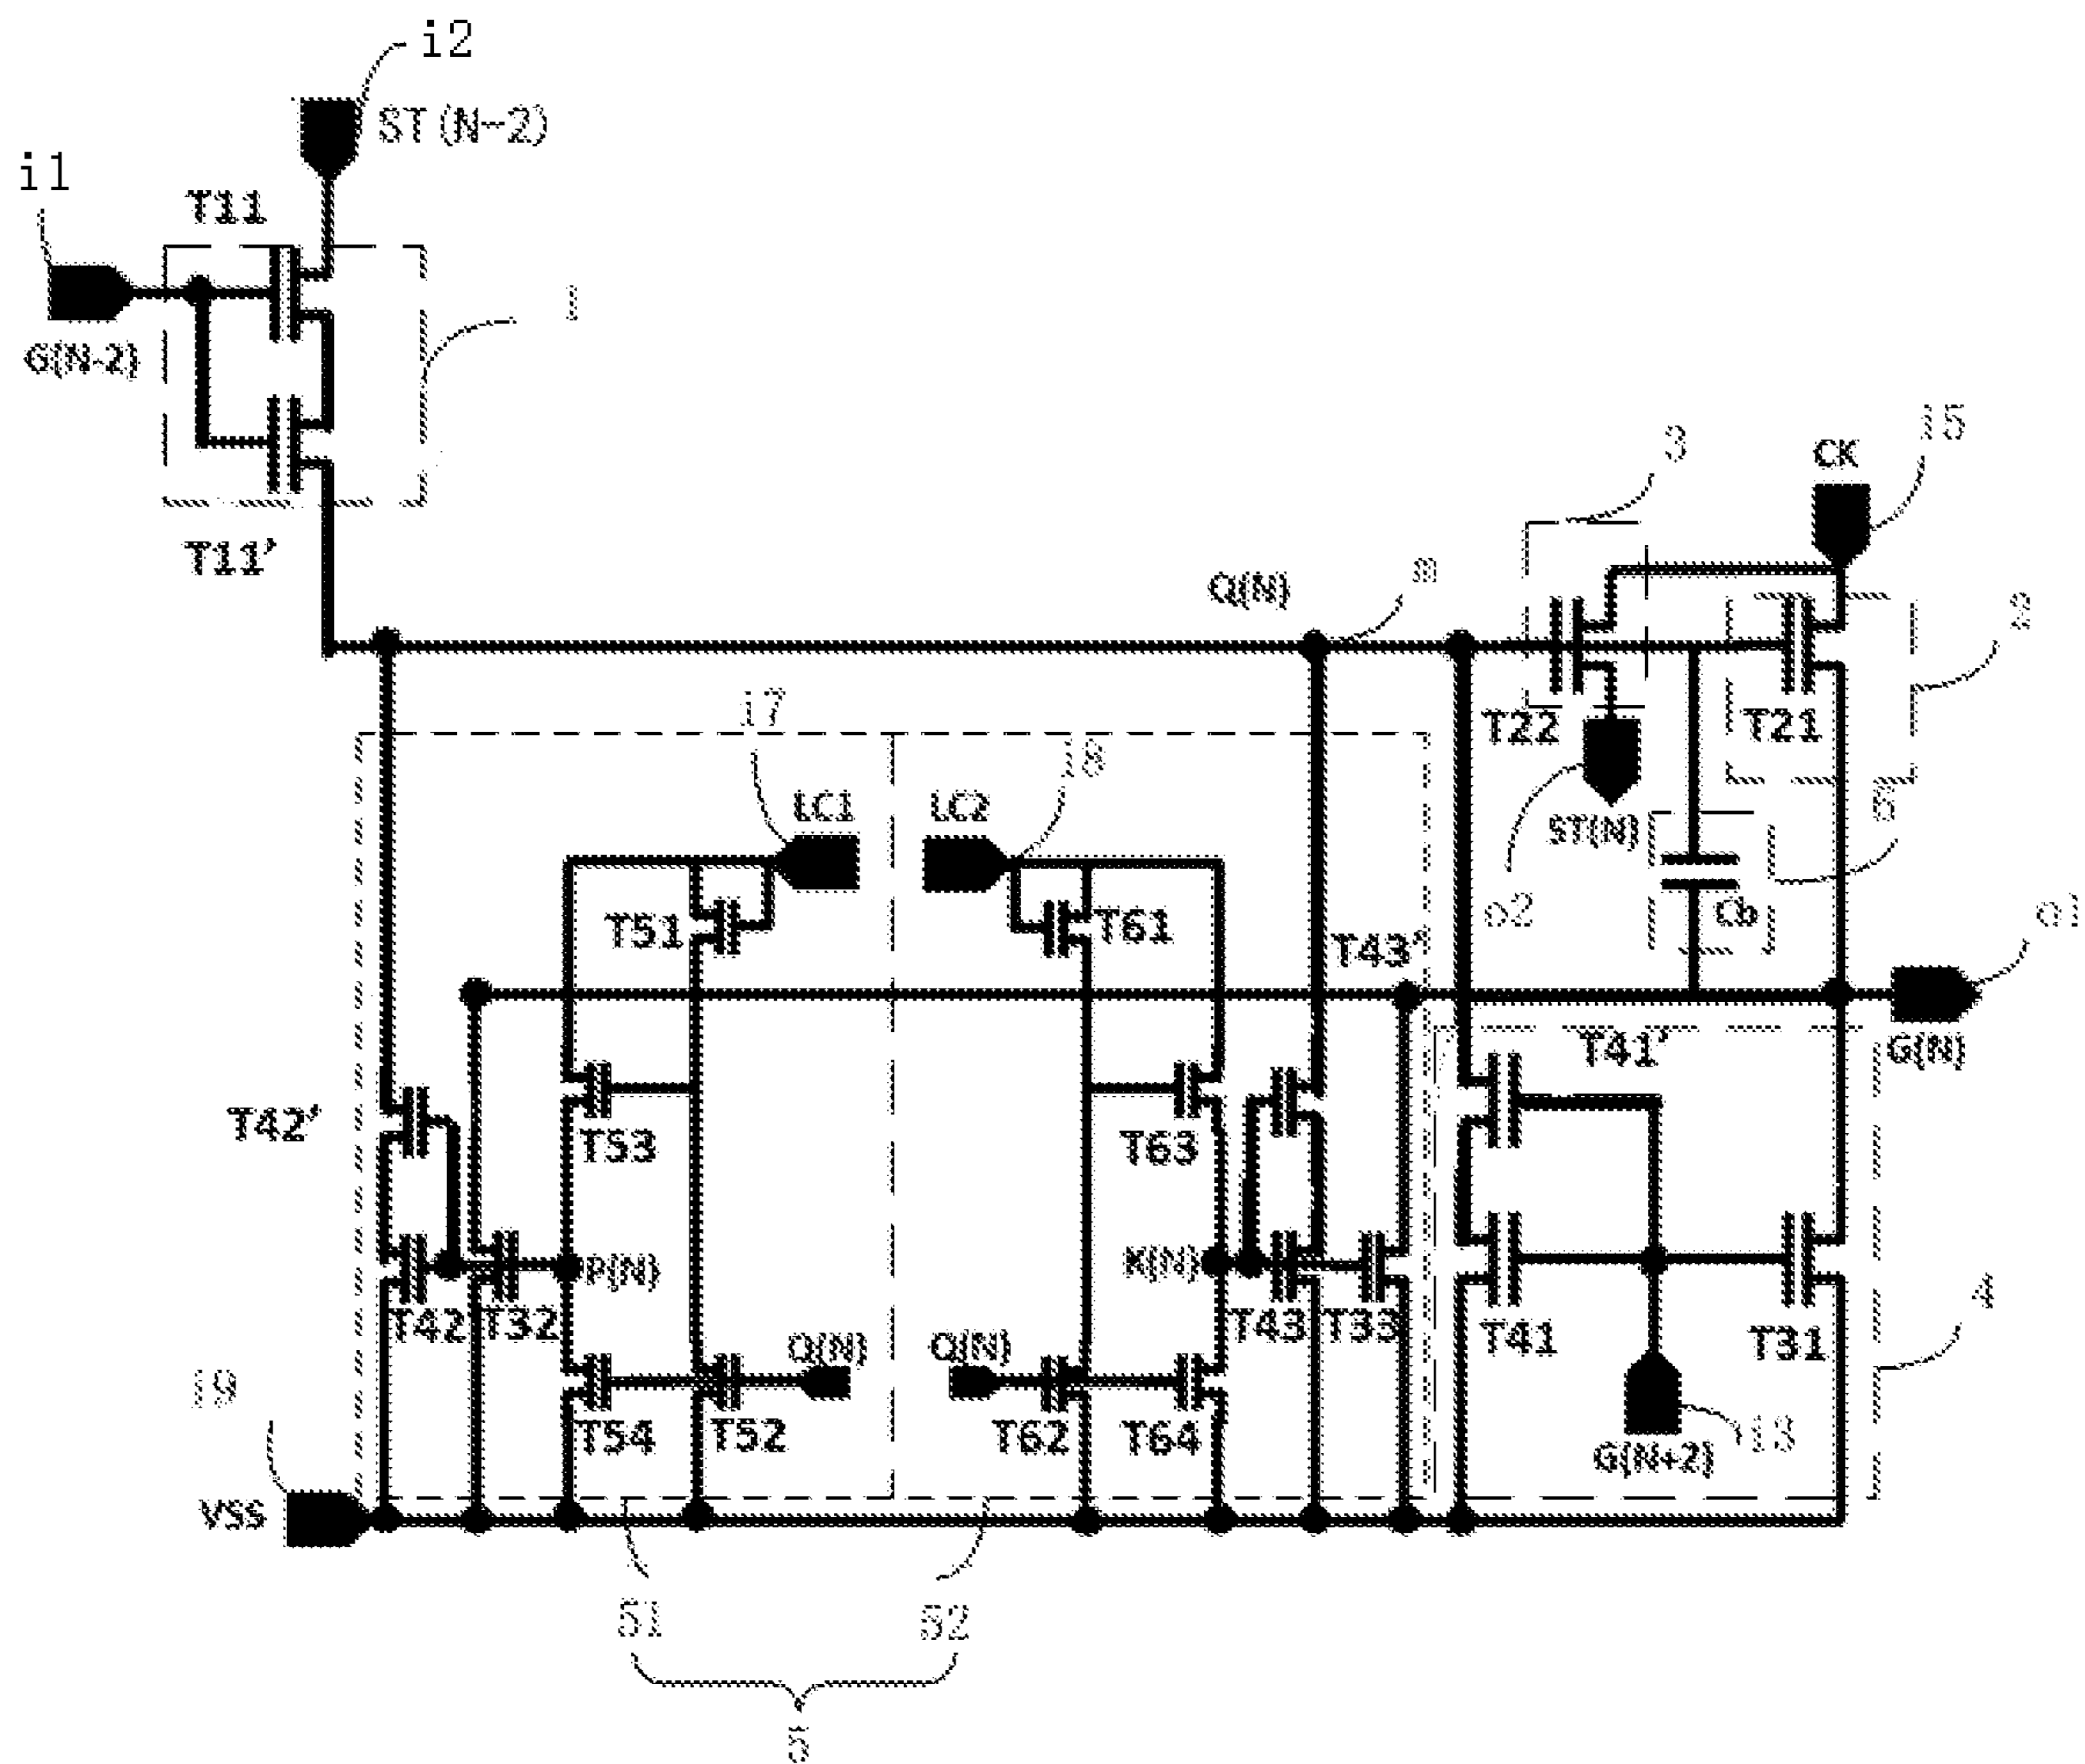 i2
ST(N-2)
i1
T11
1
G(N-2)
T11'
3
CK
i5
Q(N)
m
2
T22
T21
i7
i8
LC1
LC2
ST(N)
6
T51
T61
o2
Cb
o1
T43'
T41'
G(N)
T42'
T53
T63
P(N)
K(N)
T42
T32
T43
T33
T41
T31
4
Q(N)
Q(N)
i9
T54
T52
T62
T64
G(N+2)
i3
VSS
51
52
5